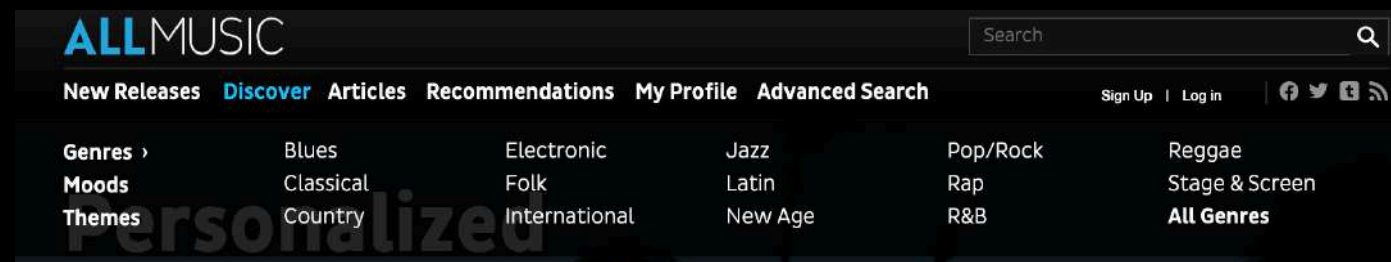 ALLMUSIC
Search
New Releases Discover Articles Recommendations My Profile Advanced Search
Sign Up | Log in
Genres › Blues Electronic Jazz Pop/Rock Reggae
Moods Classical Folk Latin Rap Stage & Screen
Themes Country International New Age R&B All Genres
Personalized